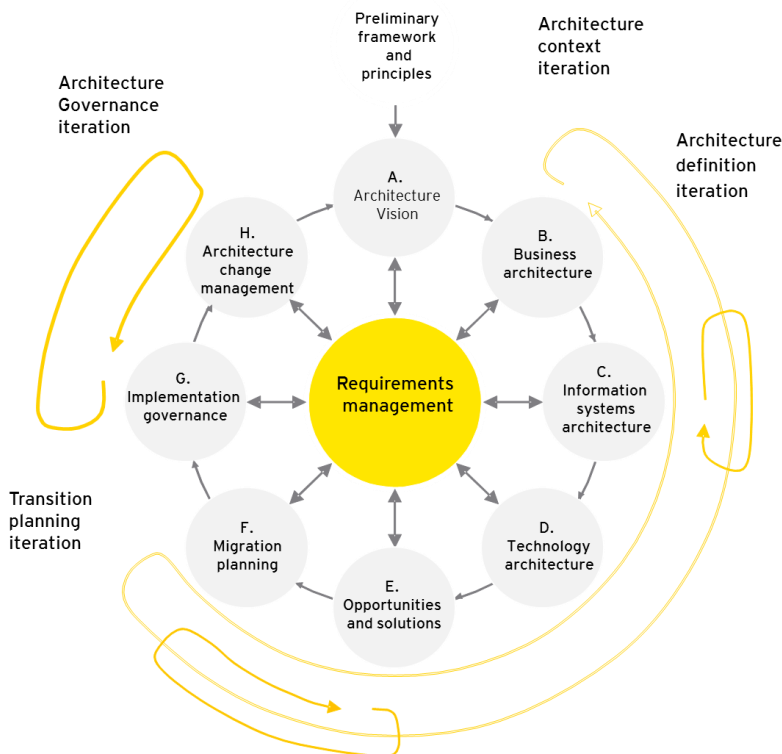 Preliminary
framework
and
principles
Architecture
context
iteration
Architecture
Governance
iteration
Architecture
definition
iteration
A.
Architecture
Vision
H.
Architecture
change
management
B.
Business
architecture
G.
Implementation
governance
Requirements
management
C.
Information
systems
architecture
Transition
planning
iteration
F.
Migration
planning
D.
Technology
architecture
E.
Opportunities
and solutions